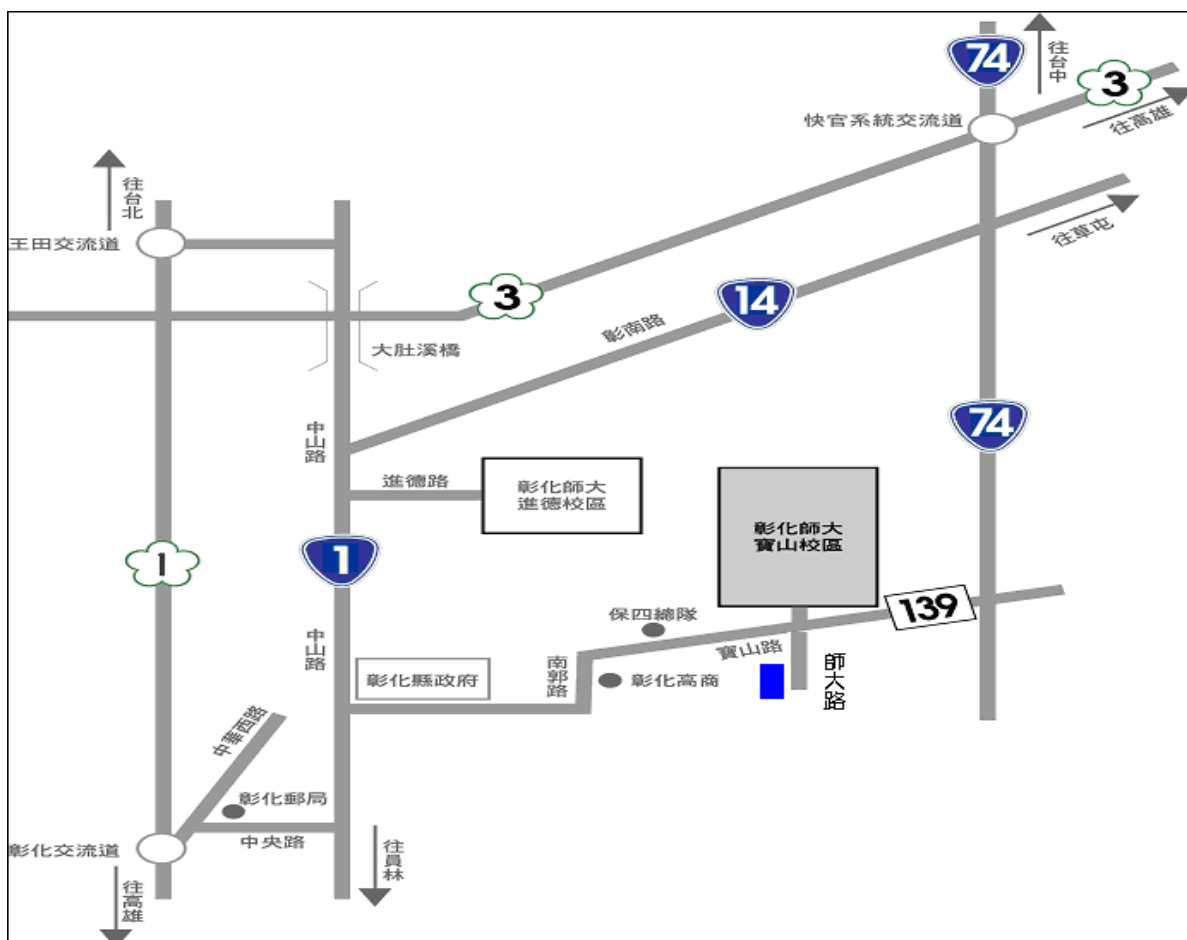 74
往台中
3
往高雄
快官系統交流道
往台北
王田交流道
往草屯
3
14
彰南路
大肚溪橋
中山路
74
進德路
彰化師大
進德校區
彰化師大
寶山校區
1
1
139
保四總隊
中山路
南郭路
寶山路
師大路
彰化縣政府
彰化高商
中華西路
彰化郵局
中央路
彰化交流道
往員林
往高雄